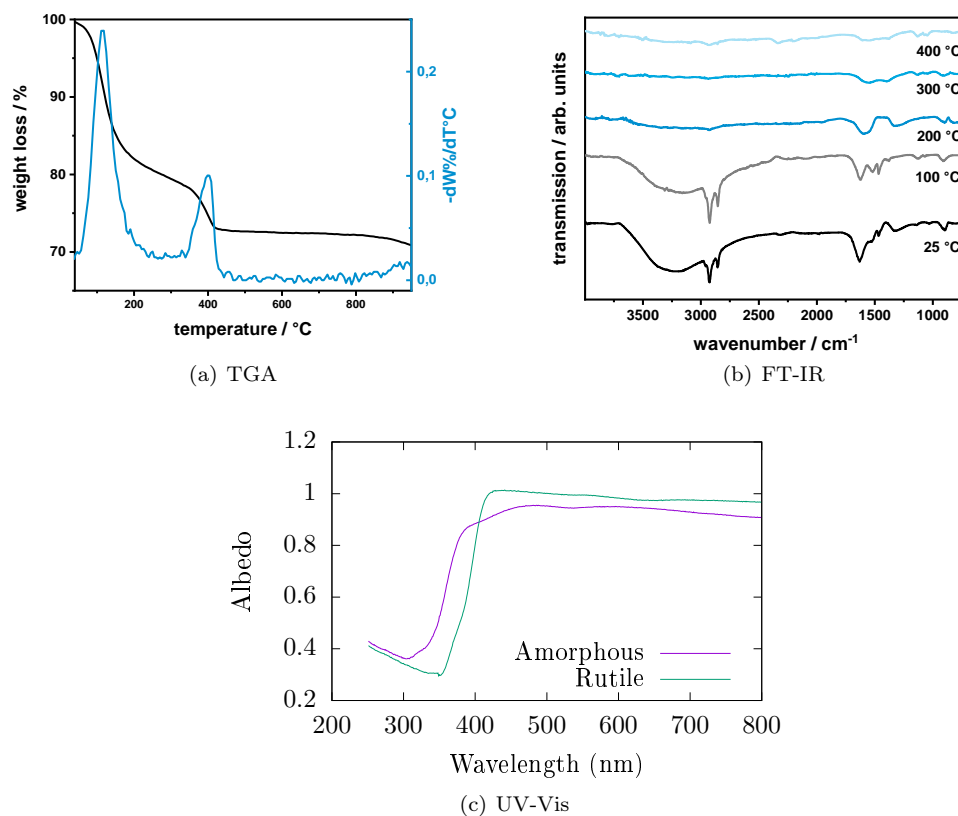 100
90
80
70
weight loss / %
200
400
600
800
temperature / °C
0,2
0,1
0,0
-dW%/dT°C
(a) TGA
transmission / arb. units
400 °C
300 °C
200 °C
100 °C
25 °C
3500 3000 2500 2000 1500 1000
wavenumber / cm⁻¹
(b) FT-IR
1.2
1
0.8
0.6
0.4
0.2
Albedo
Amorphous
Rutile
200 300 400 500 600 700 800
Wavelength (nm)
(c) UV-Vis